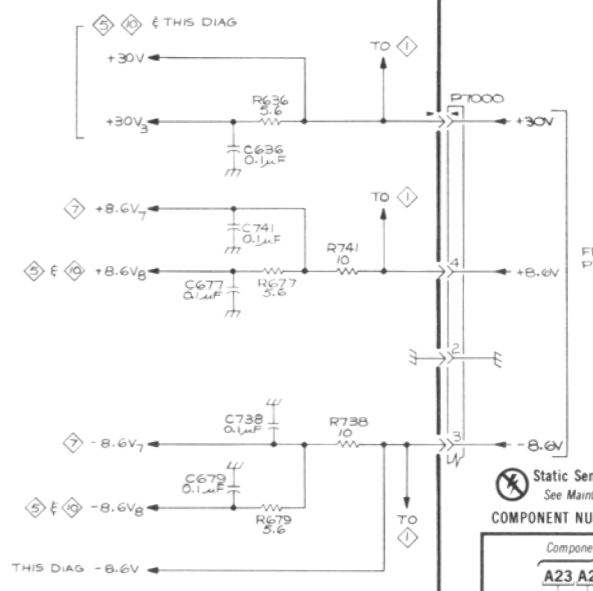 ⑤ ⑩ & THIS DIAG
TO ①
+30V
P7000
R636
5.6
+30V3
+30V
C636
0.1µF
TO ①
⑦ +8.6V7
C741
0.1µF
R741
10
4
⑤ & ⑩ +8.6V8
+8.6V
C677
0.1µF
R677
5.6
2
C738
0.1µF
R738
10
3
⑦ -8.6V7
-8.6V
C679
0.1µF
⑤ & ⑩ -8.6V8
R679
5.6
TO
①
THIS DIAG -8.6V
Static Sen
See Maint
COMPONENT NU
Compone
A23 A2